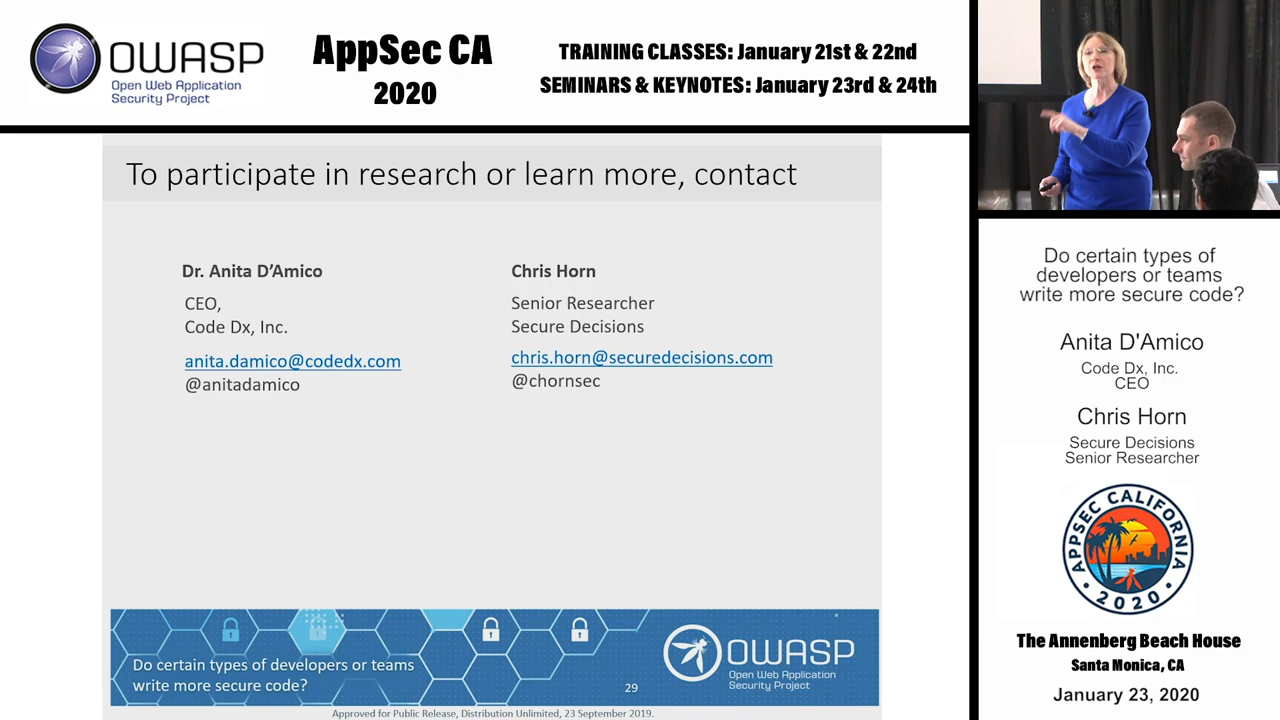 OWASP
Open Web Application
Security Project
AppSec CA
2020
TRAINING CLASSES: January 21st & 22nd
SEMINARS & KEYNOTES: January 23rd & 24th
To participate in research or learn more, contact
Dr. Anita D’Amico
CEO,
Code Dx, Inc.
anita.damico@codedx.com
@anitadamico
Chris Horn
Senior Researcher
Secure Decisions
chris.horn@securedecisions.com
@chornsec
Do certain types of developers or teams
write more secure code?
29
OWASP
Open Web Application
Security Project
Approved for Public Release, Distribution Unlimited, 23 September 2019.
Do certain types of
developers or teams
write more secure code?
Anita D'Amico
Code Dx, Inc.
CEO
Chris Horn
Secure Decisions
Senior Researcher
APPSEC CALIFORNIA
• 2020 •
The Annenberg Beach House
Santa Monica, CA
January 23, 2020